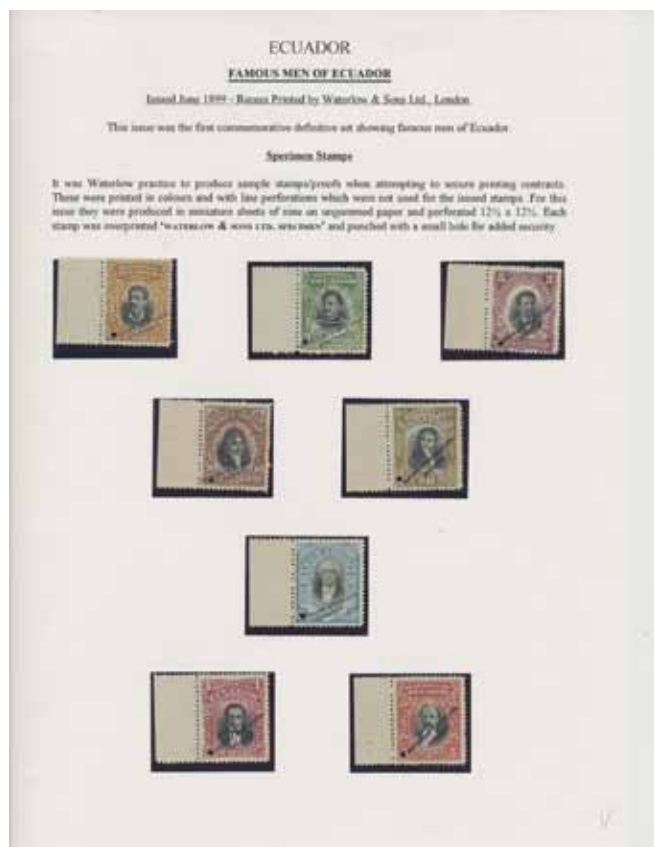 ECUADOR
FAMOUS MEN OF ECUADOR
Issued June 1899 - Recess Printed by Waterlow & Sons Ltd., London
This issue was the first commemorative definitive set showing famous men of Ecuador.
Specimen Stamps
It was Waterlow practice to produce sample stamps/proofs when attempting to secure printing contracts.
These were printed in colours and with line perforations which were not used for the issued stamps. For this
issue they were produced in miniature sheets of nine on ungummed paper and perforated 12½ x 12½. Each
stamp was overprinted 'WATERLOW & SONS LTD. SPECIMEN' and punched with a small hole for added security.